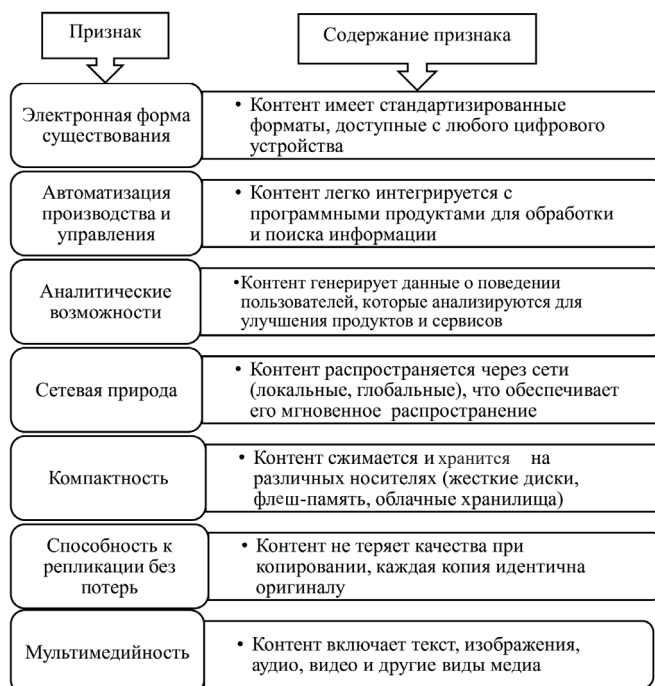 Признак
Содержание признака
Электронная форма
существования
• Контент имеет стандартизированные
форматы, доступные с любого цифрового
устройства
Автоматизация
производства и
управления
• Контент легко интегрируется с
программными продуктами для обработки
и поиска информации
Аналитические
возможности
•Контент генерирует данные о поведении
пользователей, которые анализируются для
улучшения продуктов и сервисов
Сетевая природа
• Контент распространяется через сети
(локальные, глобальные), что обеспечивает
его мгновенное распространение
Компактность
• Контент сжимается и хранится на
различных носителях (жесткие диски,
флеш-память, облачные хранилища)
Способность к
репликации без
потерь
• Контент не теряет качества при
копировании, каждая копия идентична
оригиналу
Мультимедийность
• Контент включает текст, изображения,
аудио, видео и другие виды медиа